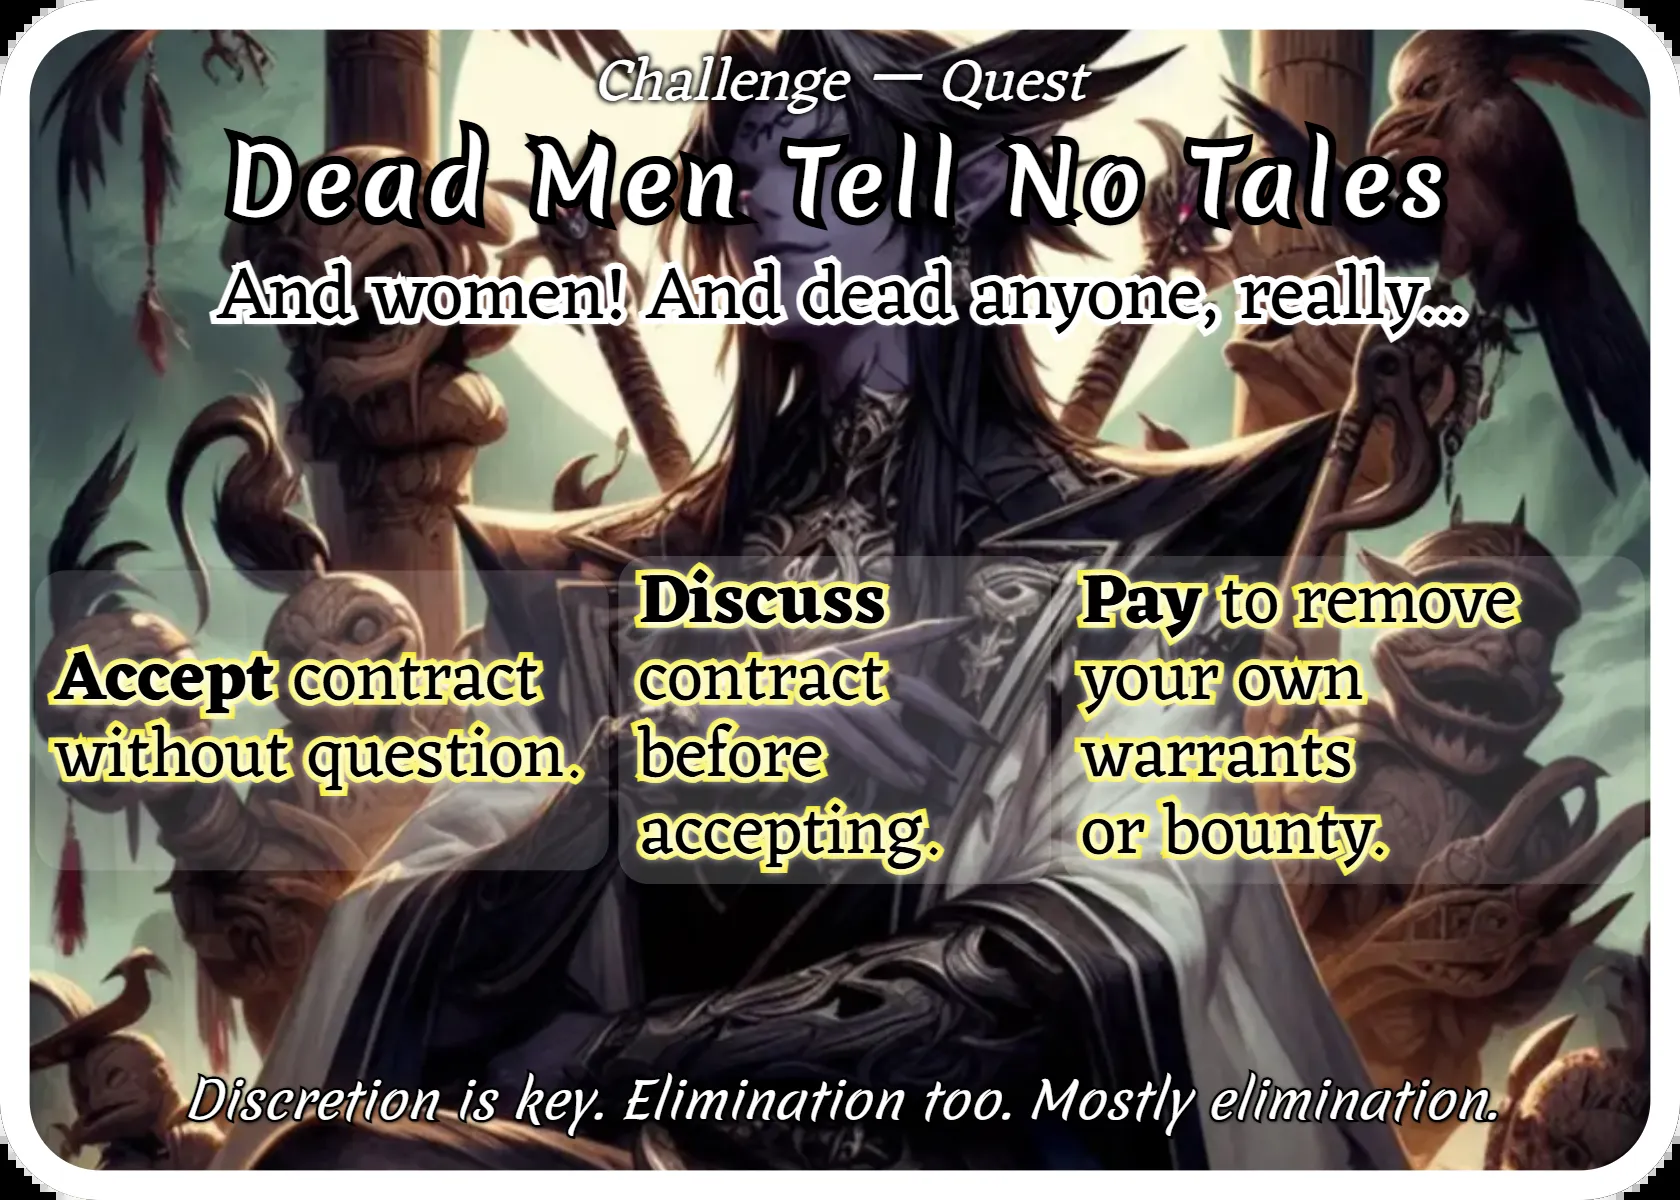 Challenge — Quest
Dead Men Tell No Tales
And women! And dead anyone, really...
Accept contract
without question.
Discuss
contract
before
accepting.
Pay to remove
your own
warrants
or bounty.
Discretion is key. Elimination too. Mostly elimination.